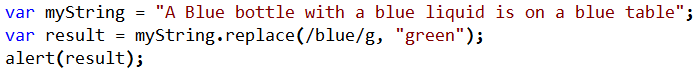 var myString = "A Blue bottle with a blue liquid is on a blue table";
var result = myString.replace(/blue/g, "green");
alert(result);